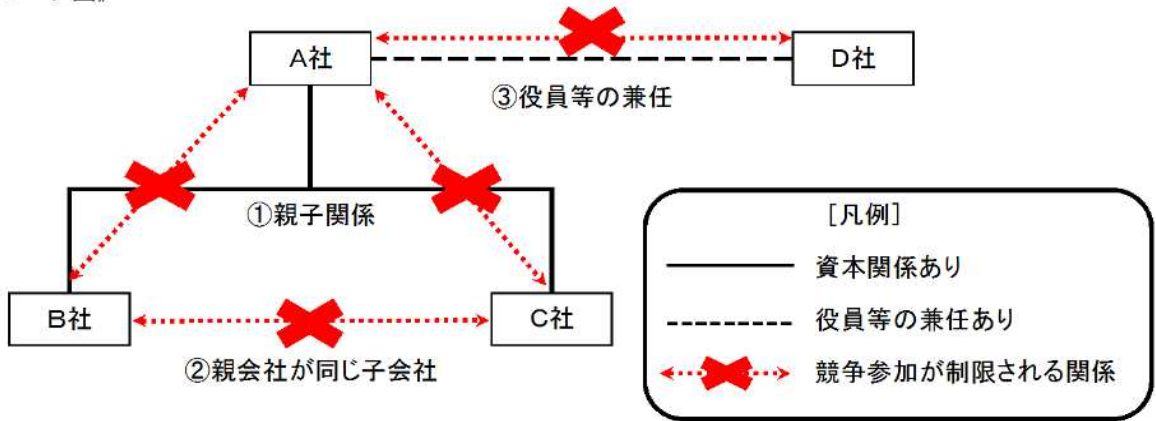 A社
D社
③役員等の兼任
①親子関係
B社
C社
②親会社が同じ子会社
[凡例]
資本関係あり
役員等の兼任あり
競争参加が制限される関係